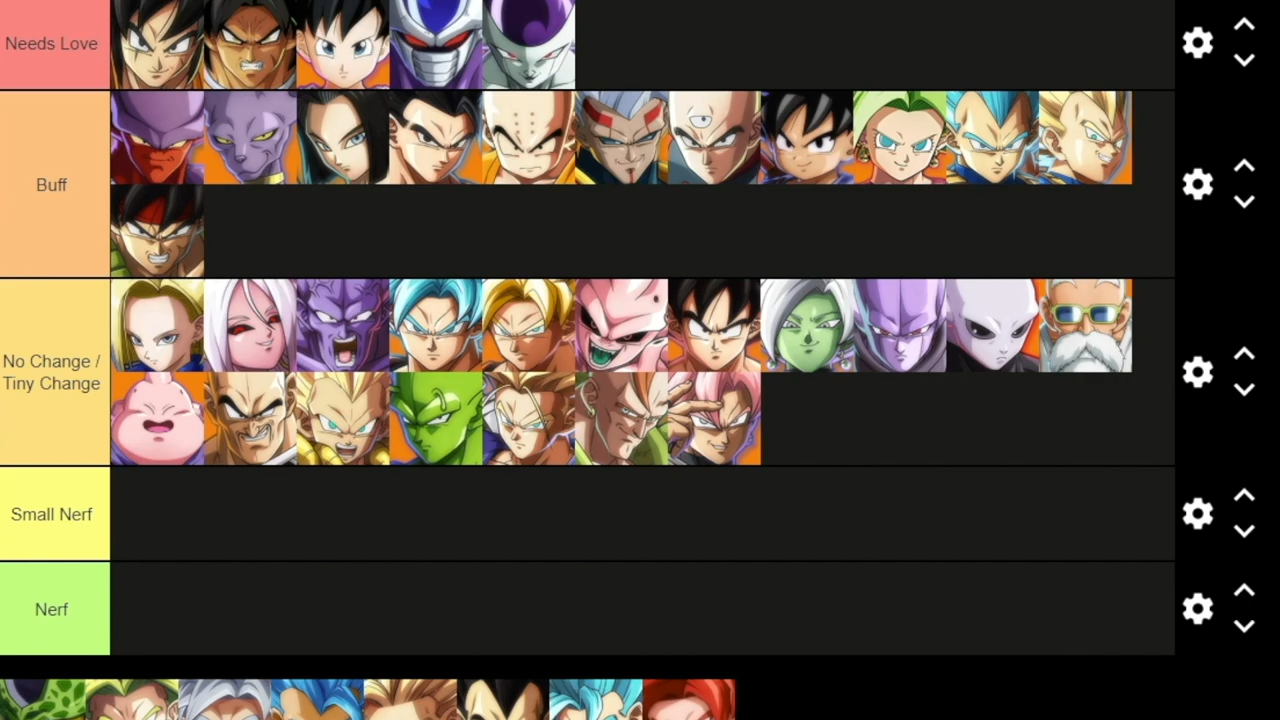 Needs Love
Buff
No Change /
Tiny Change
Small Nerf
Nerf